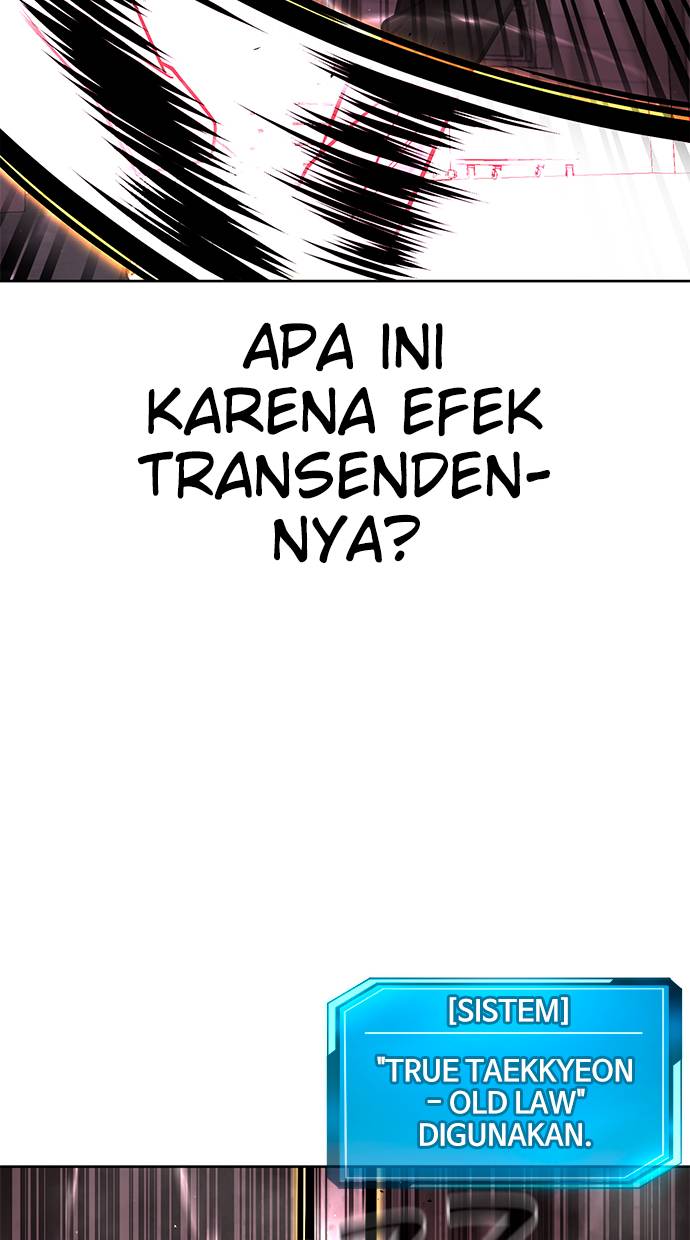 APA INI
KARENA EFEK
TRANSENDEN-
NYA?
[SISTEM]
"TRUE TAEKKYEON
- OLD LAW"
DIGUNAKAN.